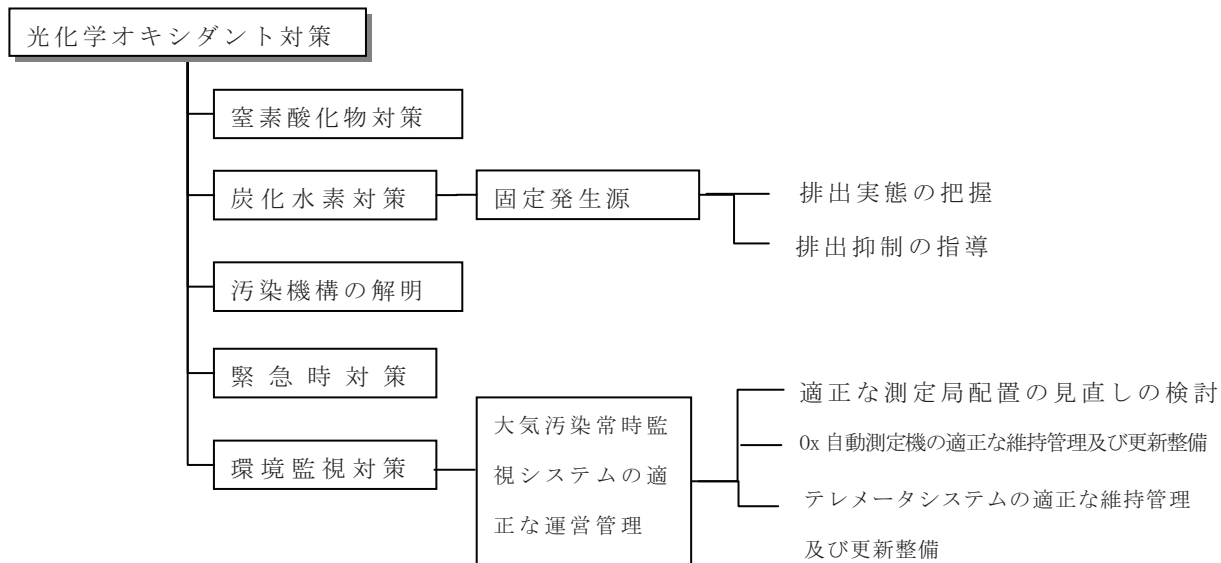 光化学オキシダント対策
窒素酸化物対策
炭化水素対策
固定発生源
排出実態の把握
排出抑制の指導
汚染機構の解明
緊急時対策
環境監視対策
大気汚染常時監
視システムの適
正な運営管理
適正な測定局配置の見直しの検討
Ox 自動測定機の適正な維持管理及び更新整備
テレメータシステムの適正な維持管理
及び更新整備